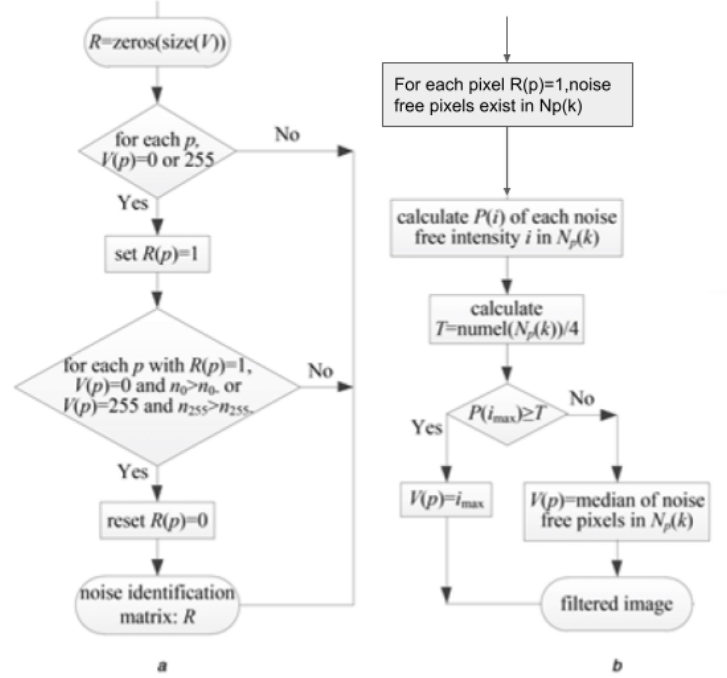 R=zeros(size(V))
for each p,
V(p)=0 or 255
No
Yes
set R(p)=1
for each p with R(p)=1,
V(p)=0 and n₀>n₀- or
V(p)=255 and n₂₅₅>n₂₅₅-
No
Yes
reset R(p)=0
noise identification
matrix: R
a
For each pixel R(p)=1,noise
free pixels exist in Np(k)
calculate P(i) of each noise
free intensity i in Nₚ(k)
calculate
T=numel(Nₚ(k))/4
P(iₘₐₓ)≥T
No
Yes
V(p)=iₘₐₓ
V(p)=median of noise
free pixels in Nₚ(k)
filtered image
b